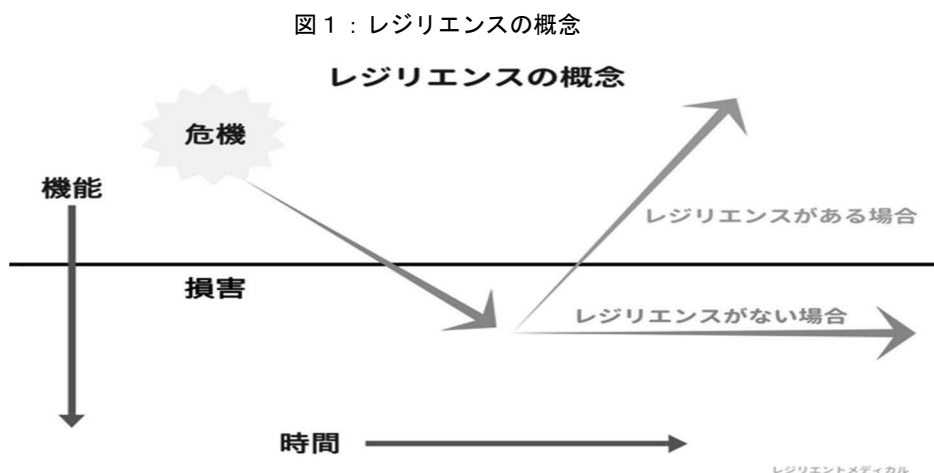 図１：レジリエンスの概念
レジリエンスの概念
危機
機能
レジリエンスがある場合
損害
レジリエンスがない場合
時間
レジリエントメディカル